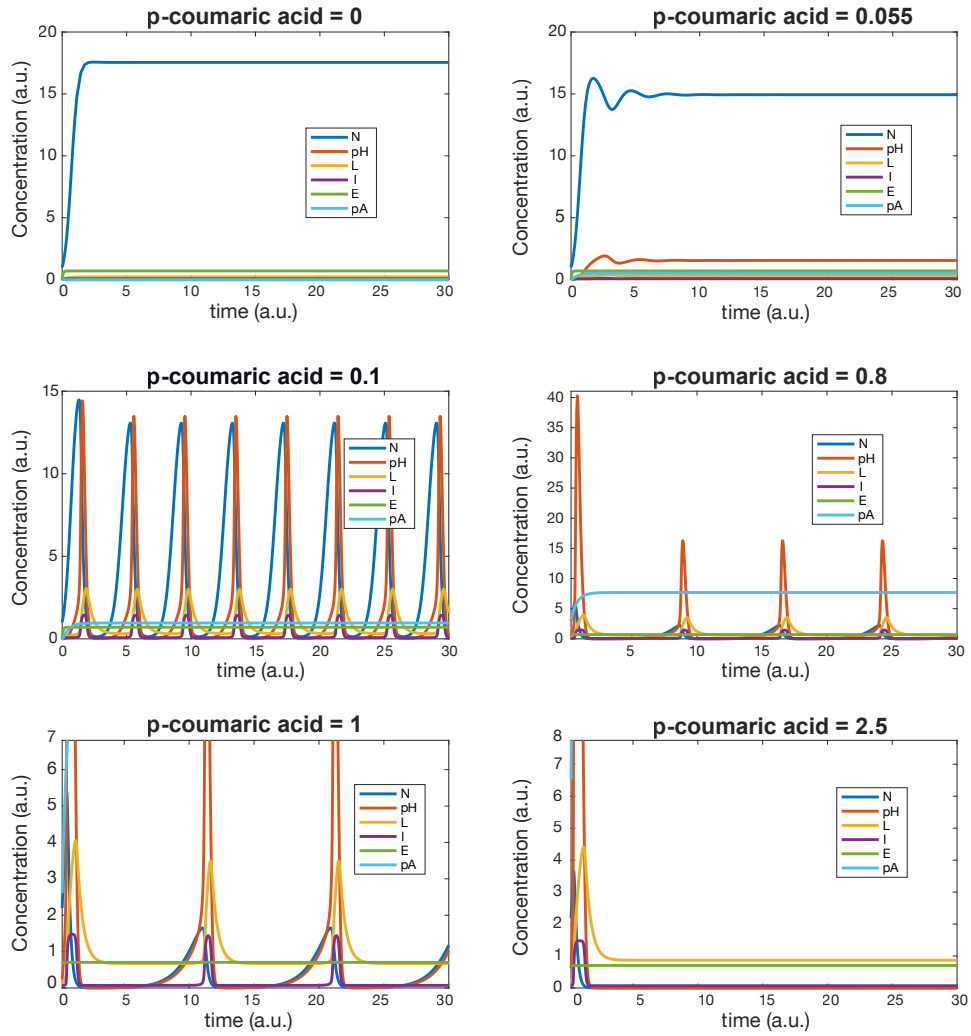 p-coumaric acid = 0
Concentration (a.u.)
20
15
10
5
0
N
pH
L
I
E
pA
0 5 10 15 20 25 30
time (a.u.)
p-coumaric acid = 0.055
Concentration (a.u.)
20
15
10
5
0
N
pH
L
I
E
pA
0 5 10 15 20 25 30
time (a.u.)
p-coumaric acid = 0.1
Concentration (a.u.)
15
10
5
0
N
pH
L
I
E
pA
0 5 10 15 20 25 30
time (a.u.)
p-coumaric acid = 0.8
Concentration (a.u.)
40
35
30
25
20
15
10
5
0
N
pH
L
I
E
pA
0 5 10 15 20 25 30
time (a.u.)
p-coumaric acid = 1
Concentration (a.u.)
7
6
5
4
3
2
1
0
N
pH
L
I
E
pA
0 5 10 15 20 25 30
time (a.u.)
p-coumaric acid = 2.5
Concentration (a.u.)
8
7
6
5
4
3
2
1
0
N
pH
L
I
E
pA
0 5 10 15 20 25 30
time (a.u.)